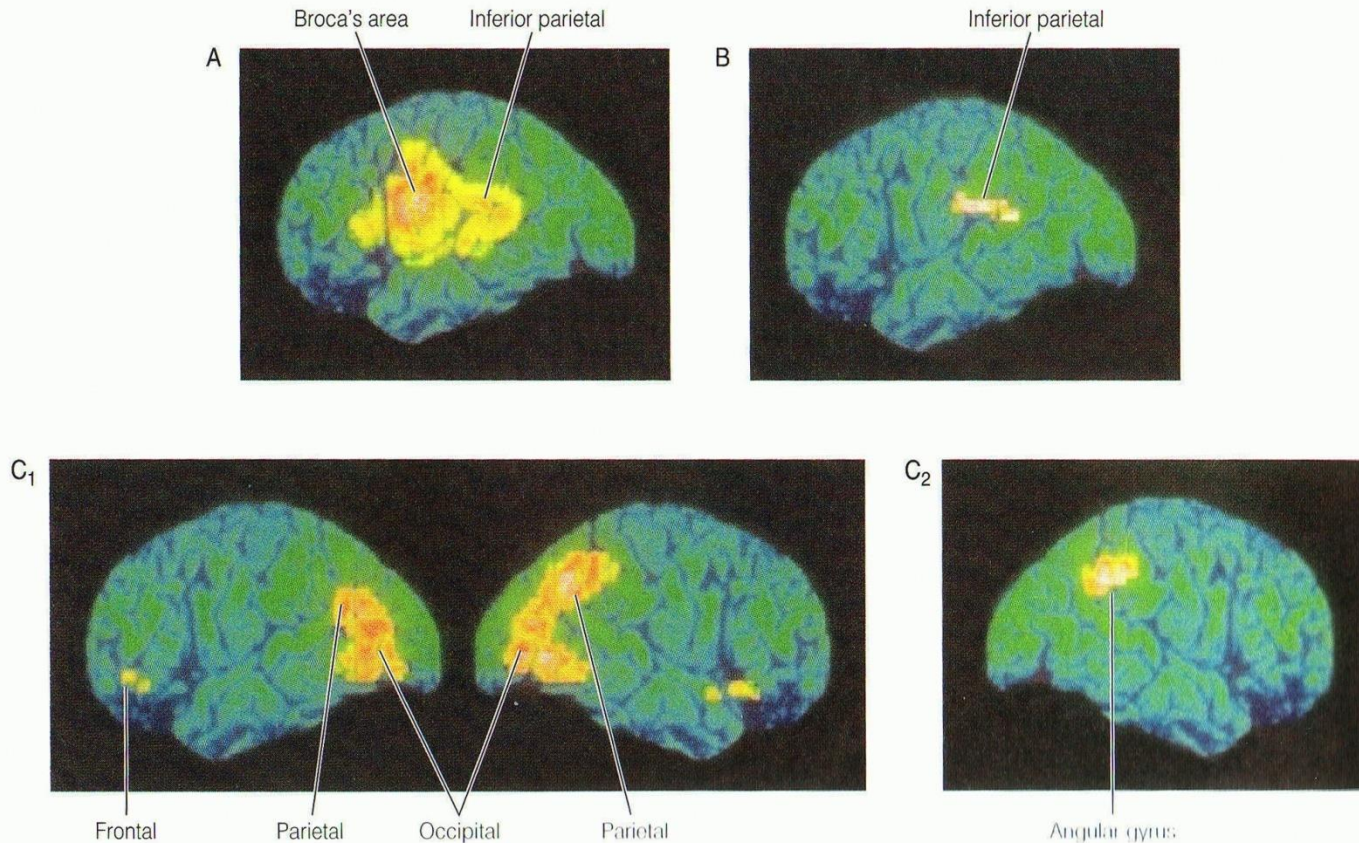 Broca's area Inferior parietal
A
Inferior parietal
B
C1
C2
Frontal Parietal Occipital Parietal
Angular gyrus